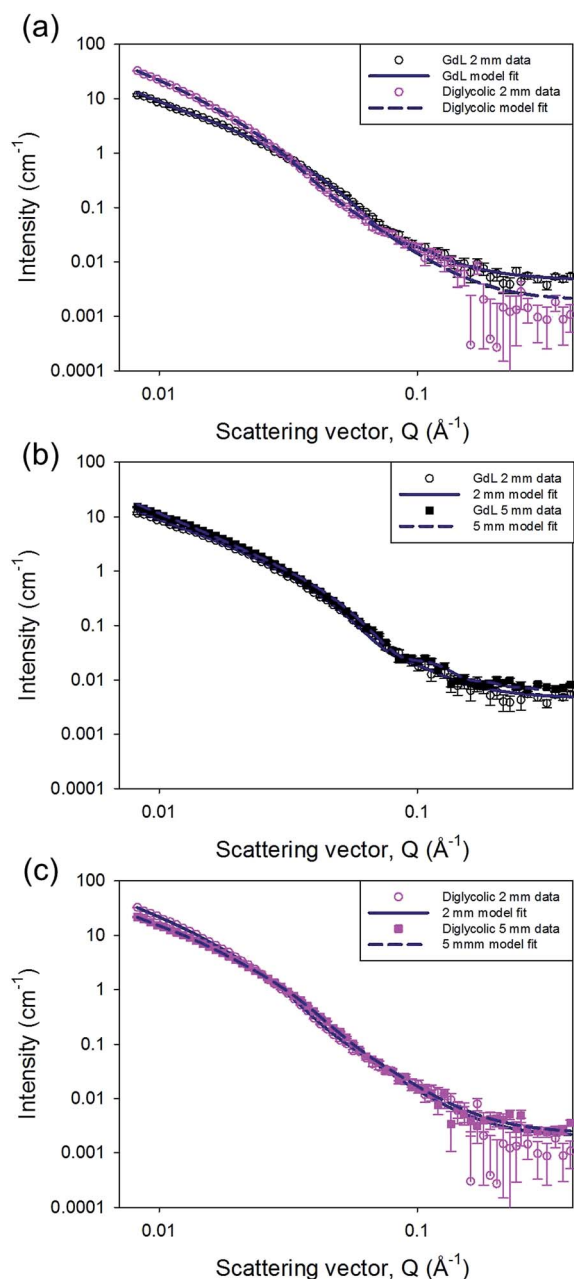 (a)
100
10
1
0.1
0.01
0.001
0.0001
Intensity (cm⁻¹)
GdL 2 mm data
GdL model fit
Diglycolic 2 mm data
Diglycolic model fit
0.01
0.1
Scattering vector, Q (Å⁻¹)
(b)
100
10
1
0.1
0.01
0.001
0.0001
Intensity (cm⁻¹)
GdL 2 mm data
2 mm model fit
GdL 5 mm data
5 mm model fit
0.01
0.1
Scattering vector, Q (Å⁻¹)
(c)
100
10
1
0.1
0.01
0.001
0.0001
Intensity (cm⁻¹)
Diglycolic 2 mm data
2 mm model fit
Diglycolic 5 mm data
5 mmm model fit
0.01
0.1
Scattering vector, Q (Å⁻¹)